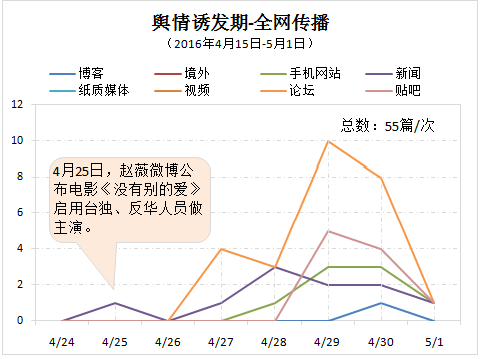 舆情诱发期-全网传播
（2016年4月15日-5月1日）
博客 境外 手机网站 新闻
纸质媒体 视频 论坛 贴吧
12
总数：55篇/次
10
4月25日，赵薇微博公
布电影《没有别的爱》
启用台独、反华人员做
主演。
8
6
4
2
0
4/24 4/25 4/26 4/27 4/28 4/29 4/30 5/1